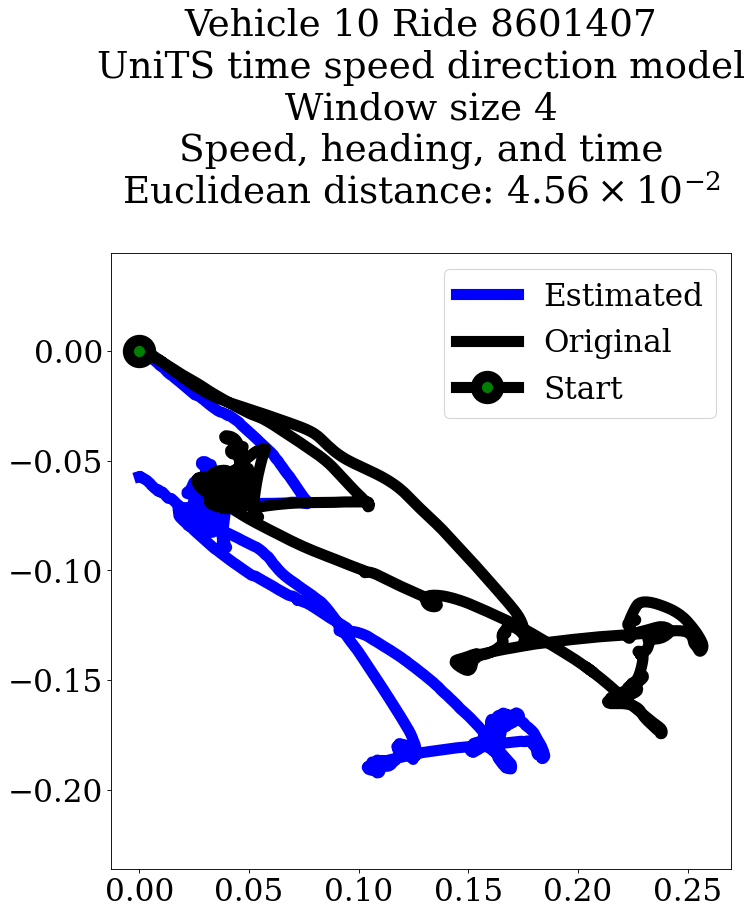 Vehicle 10 Ride 8601407
UniTS time speed direction model
Window size 4
Speed, heading, and time
Euclidean distance: 4.56 × 10⁻²
Estimated
Original
Start
0.00
−0.05
−0.10
−0.15
−0.20
0.00 0.05 0.10 0.15 0.20 0.25